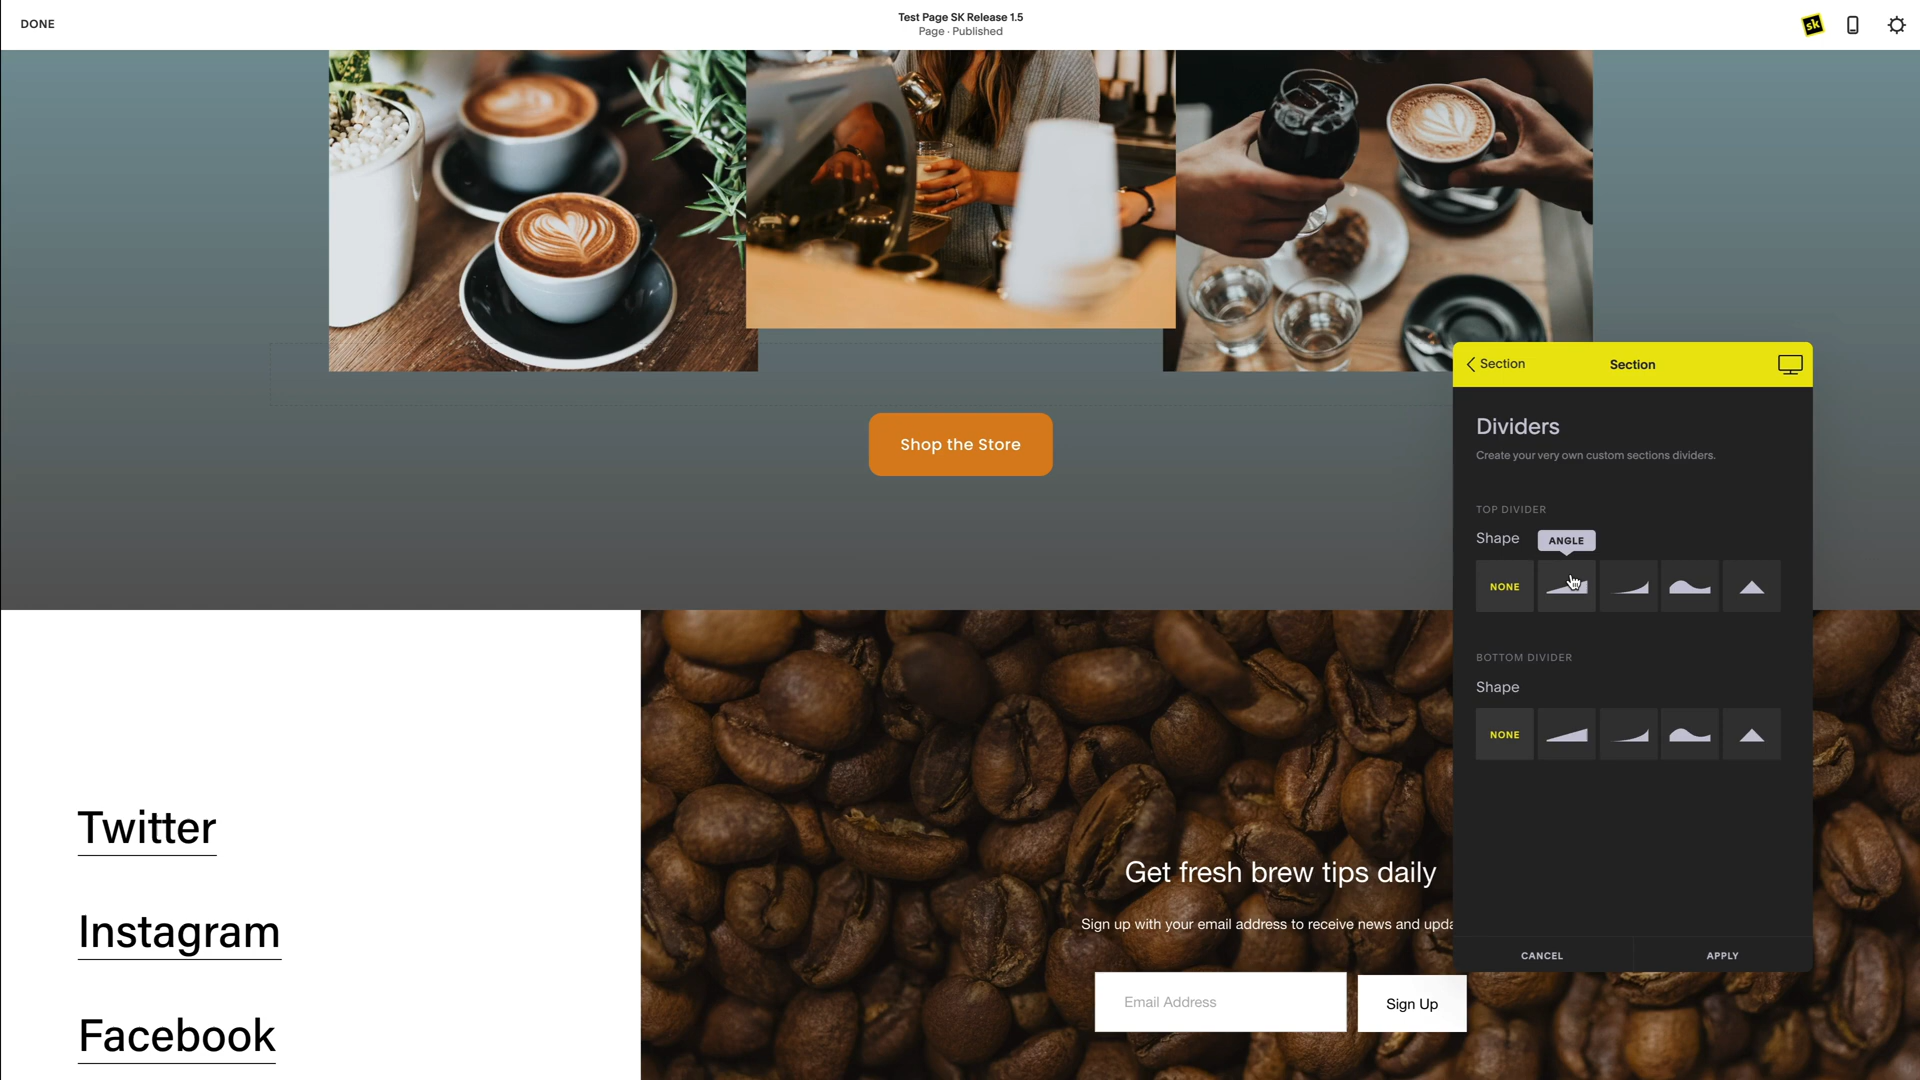 DONE
Test Page SK Release 1.5
Page · Published
sk
Shop the Store
Section
Section
Dividers
Create your very own custom sections dividers.
TOP DIVIDER
Shape
ANGLE
NONE
BOTTOM DIVIDER
Shape
NONE
CANCEL
APPLY
Twitter
Instagram
Facebook
Get fresh brew tips daily
Sign up with your email address to receive news and upda
Email Address
Sign Up